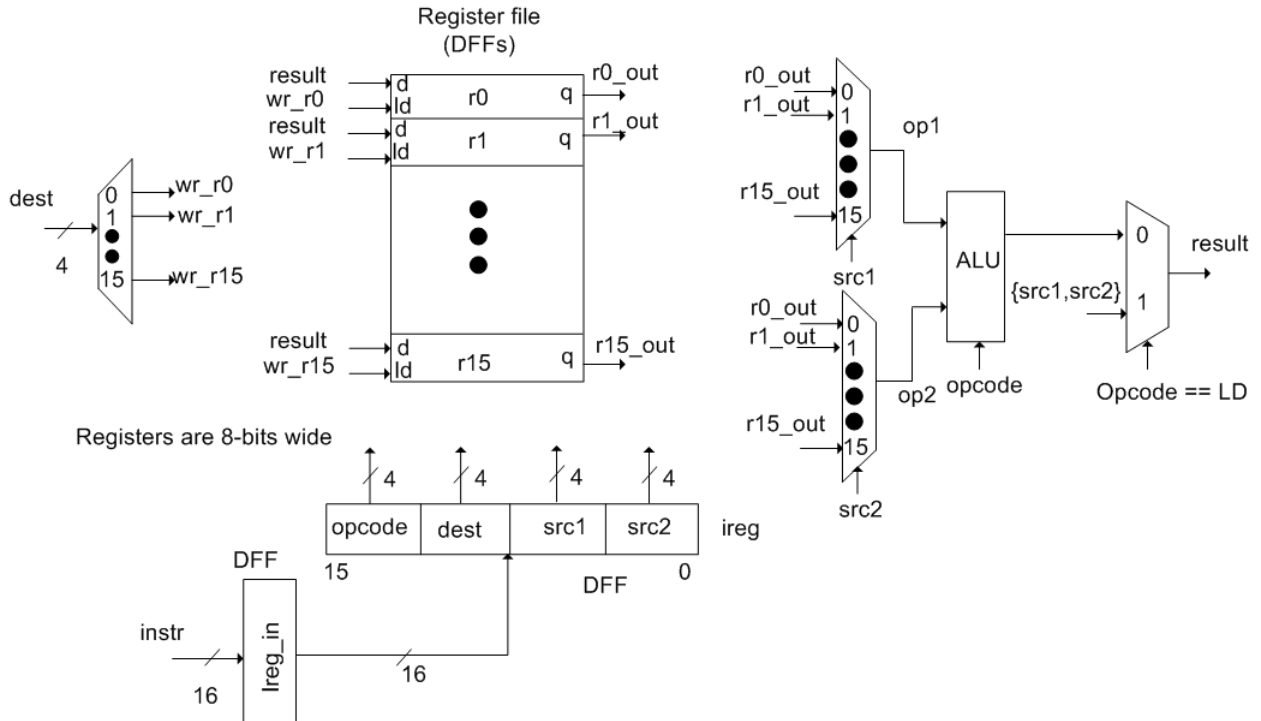 Register file
(DFFs)
result
wr_r0
result
wr_r1
d
ld
d
ld
r0
r1
q
q
r0_out
r1_out
result
wr_r15
d
ld
r15
q
r15_out
dest
4
0
1
15
wr_r0
wr_r1
wr_r15
r0_out
r1_out
r15_out
0
1
15
src1
op1
r0_out
r1_out
r15_out
0
1
15
src2
op2
ALU
opcode
{src1,src2}
0
1
result
Opcode == LD
Registers are 8-bits wide
4
4
4
4
opcode
dest
src1
src2
ireg
15
DFF
0
DFF
instr
16
Ireg_in
16